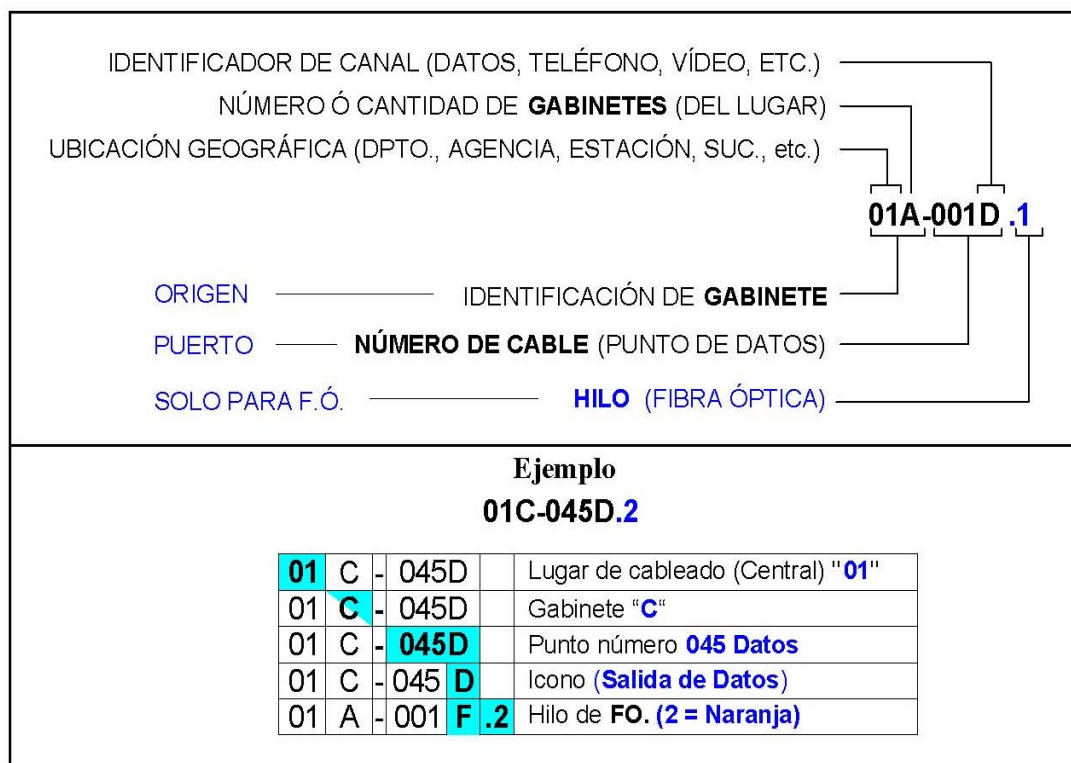 IDENTIFICADOR DE CANAL (DATOS, TELÉFONO, VÍDEO, ETC.)
NÚMERO Ó CANTIDAD DE GABINETES (DEL LUGAR)
UBICACIÓN GEOGRÁFICA (DPTO., AGENCIA, ESTACIÓN, SUC., etc.)
01A-001D .1
ORIGEN IDENTIFICACIÓN DE GABINETE
PUERTO NÚMERO DE CABLE (PUNTO DE DATOS)
SOLO PARA F.Ó. HILO (FIBRA ÓPTICA)
Ejemplo
01C-045D.2
01 C - 045D Lugar de cableado (Central) "01"
01 C - 045D Gabinete “C“
01 C - 045D Punto número 045 Datos
01 C - 045 D Icono (Salida de Datos)
01 A - 001 F .2 Hilo de FO. (2 = Naranja)